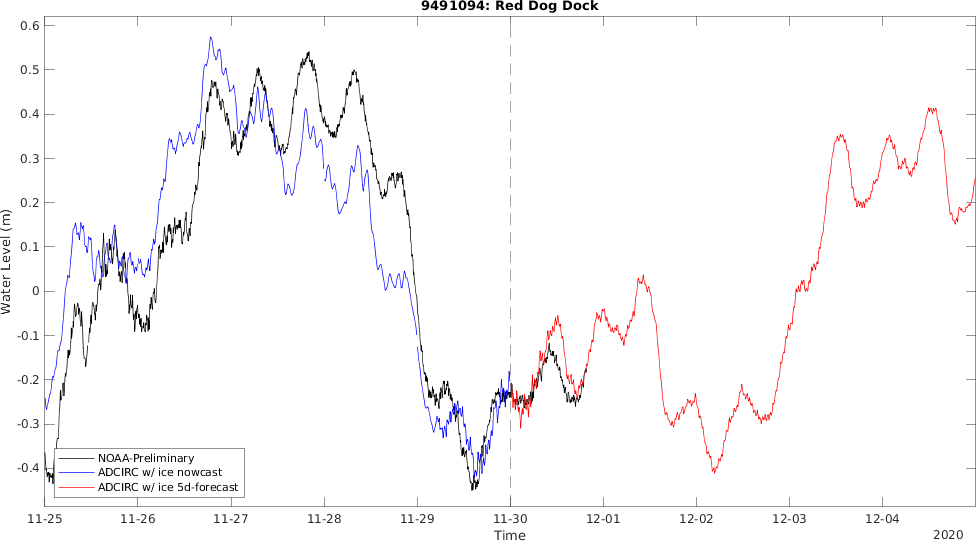 9491094: Red Dog Dock
0.6
0.5
0.4
0.3
0.2
0.1
0
-0.1
-0.2
-0.3
-0.4
Water Level (m)
NOAA-Preliminary
ADCIRC w/ ice nowcast
ADCIRC w/ ice 5d-forecast
11-25 11-26 11-27 11-28 11-29 11-30 12-01 12-02 12-03 12-04
Time
2020